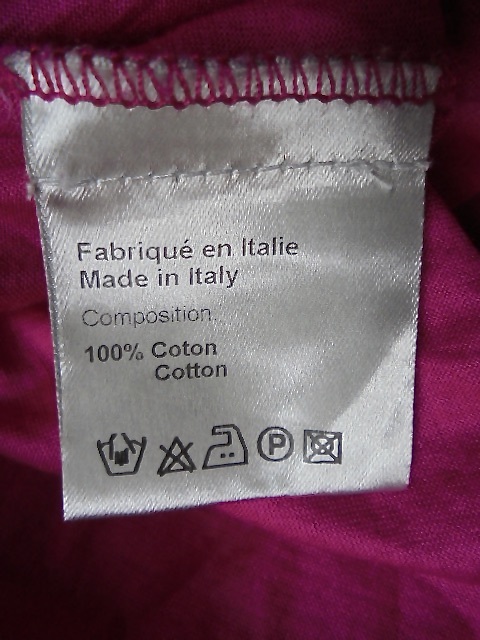 Fabriqué en Italie
Made in Italy
Composition:
100% Coton
Cotton
P